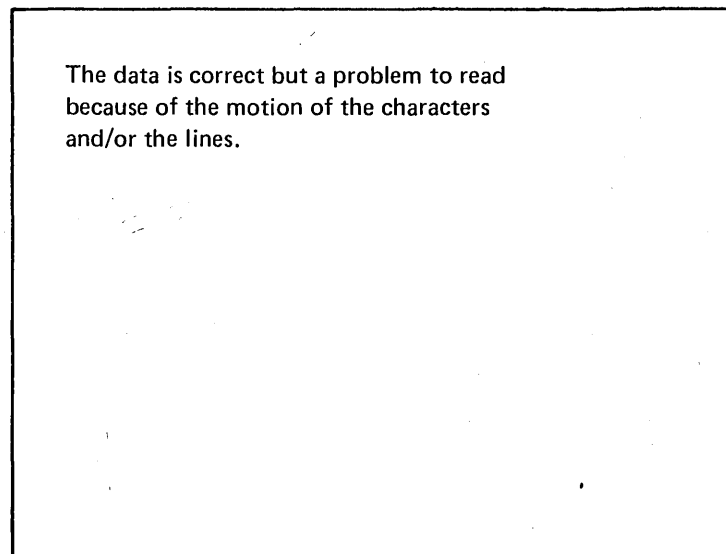 The data is correct but a problem to read
because of the motion of the characters
and/or the lines.